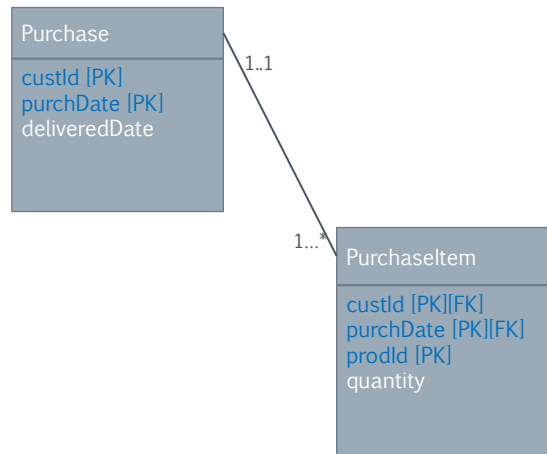 Purchase
custId [PK]
purchDate [PK]
deliveredDate
1..1
1...*
PurchaseItem
custId [PK][FK]
purchDate [PK][FK]
prodId [PK]
quantity